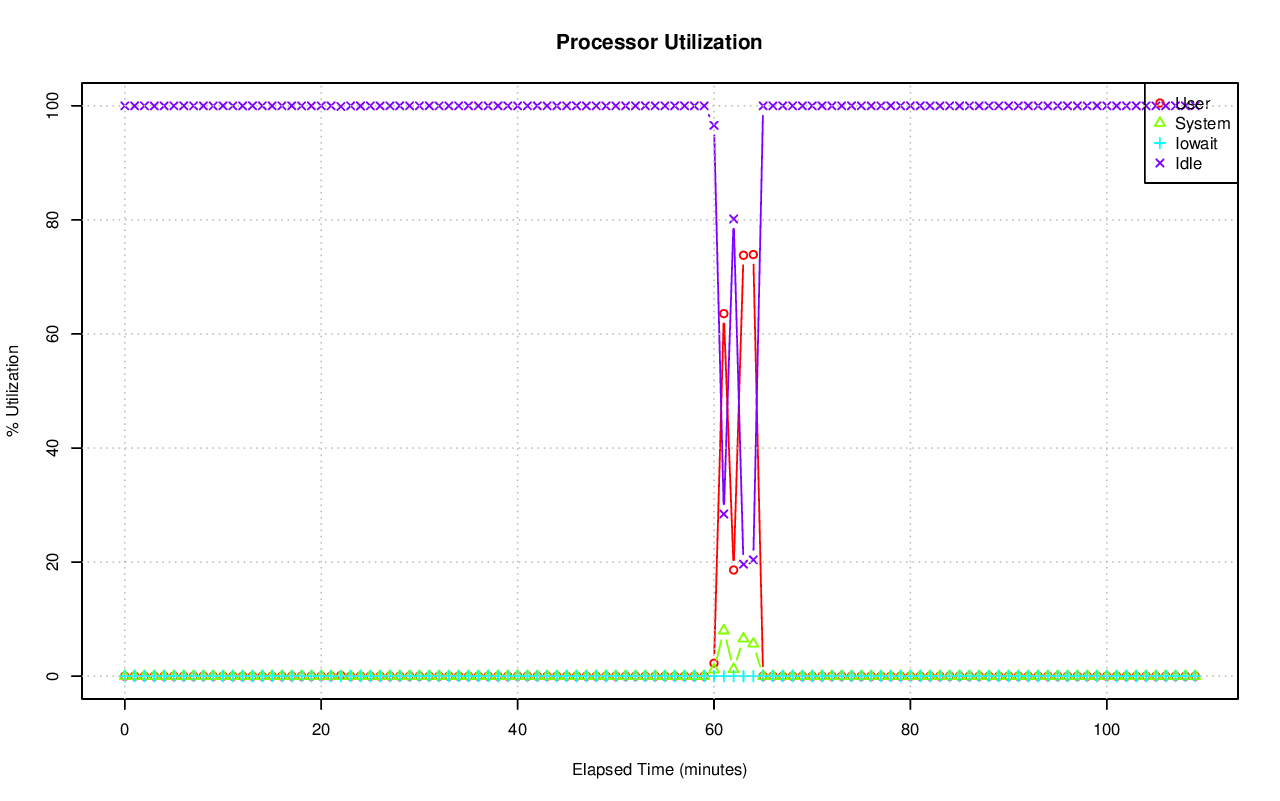 Processor Utilization
100
80
60
40
20
0
% Utilization
User
System
Iowait
Idle
0 20 40 60 80 100
Elapsed Time (minutes)